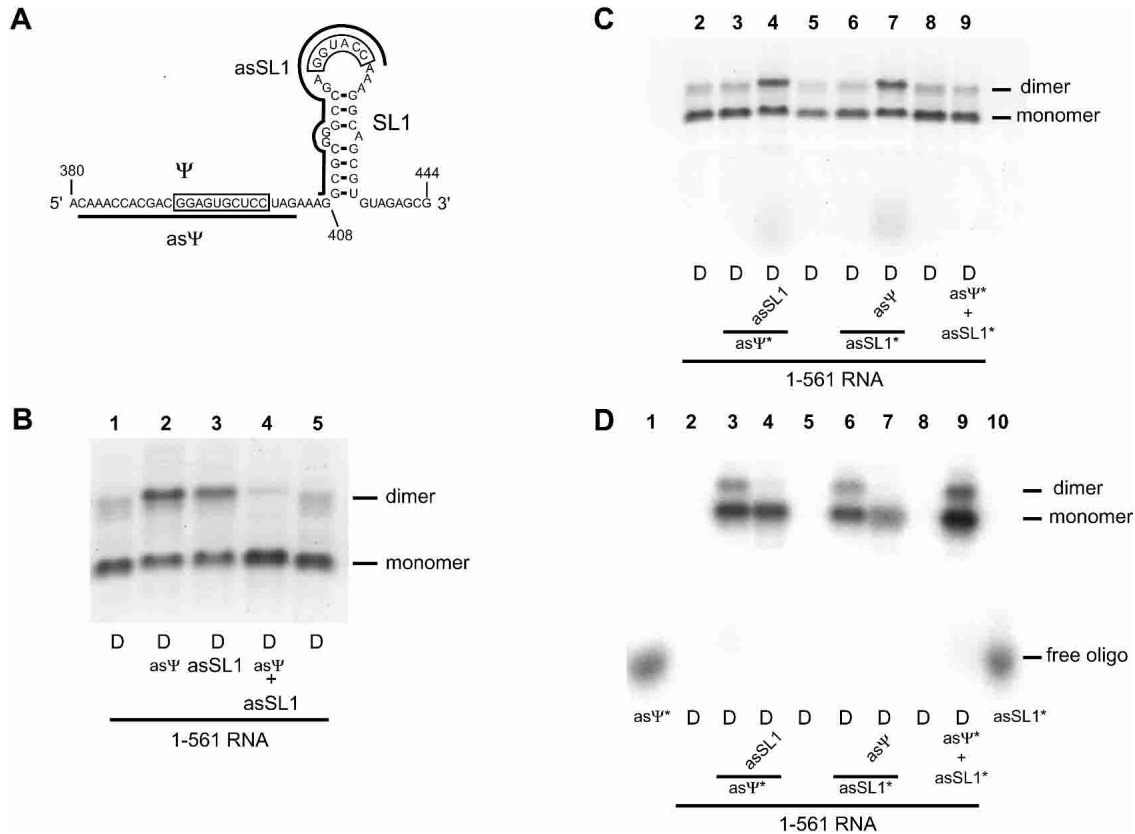 A
asSL1
GGUACC
SL1
Ψ
380
444
5' ACAAACCACGAC GGAGUGCUCC UAGAAAG GUAGAGCG 3'
408
asΨ
B
1 2 3 4 5
dimer
monomer
D D D D D
asΨ asSL1 asΨ
+
asSL1
1-561 RNA
C
2 3 4 5 6 7 8 9
dimer
monomer
D D D D D D D D
asSL1 asΨ asΨ*
+
asSL1*
asΨ* asSL1*
1-561 RNA
D
1 2 3 4 5 6 7 8 9 10
dimer
monomer
free oligo
asΨ* D D D D D D D D asSL1*
asSL1 asΨ asΨ*
+
asSL1*
asΨ* asSL1*
1-561 RNA